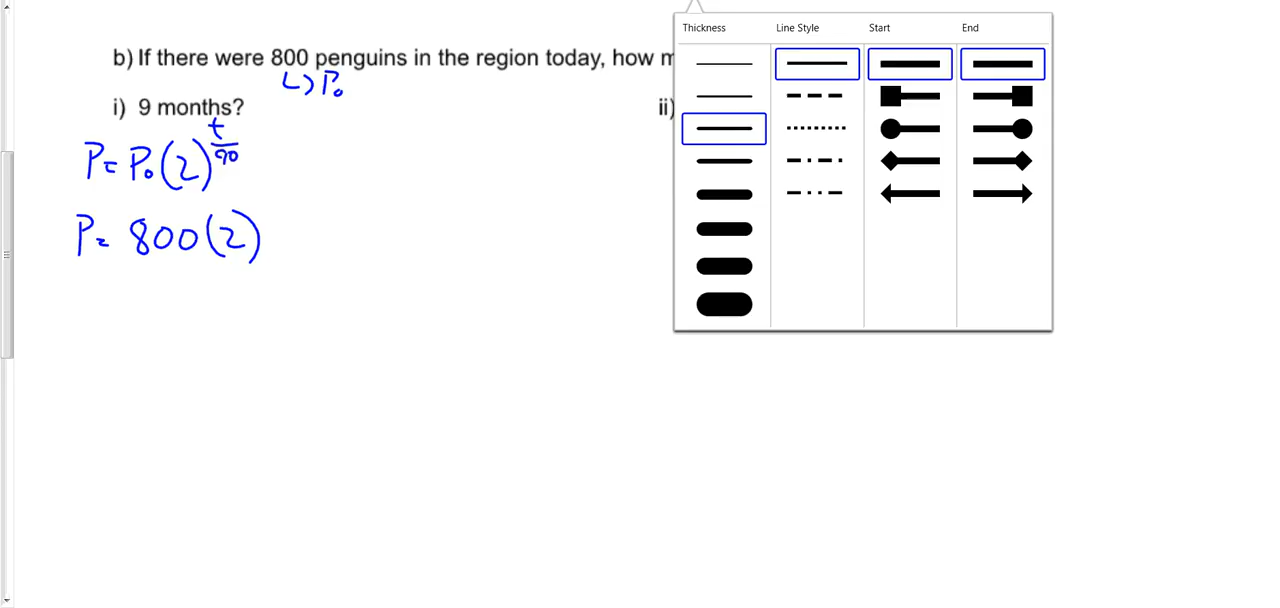 Thickness Line Style Start End
b) If there were 800 penguins in the region today, how m
↳ P₀
i) 9 months?
ii)
P = P₀(2)^(t/90)
P = 800(2)